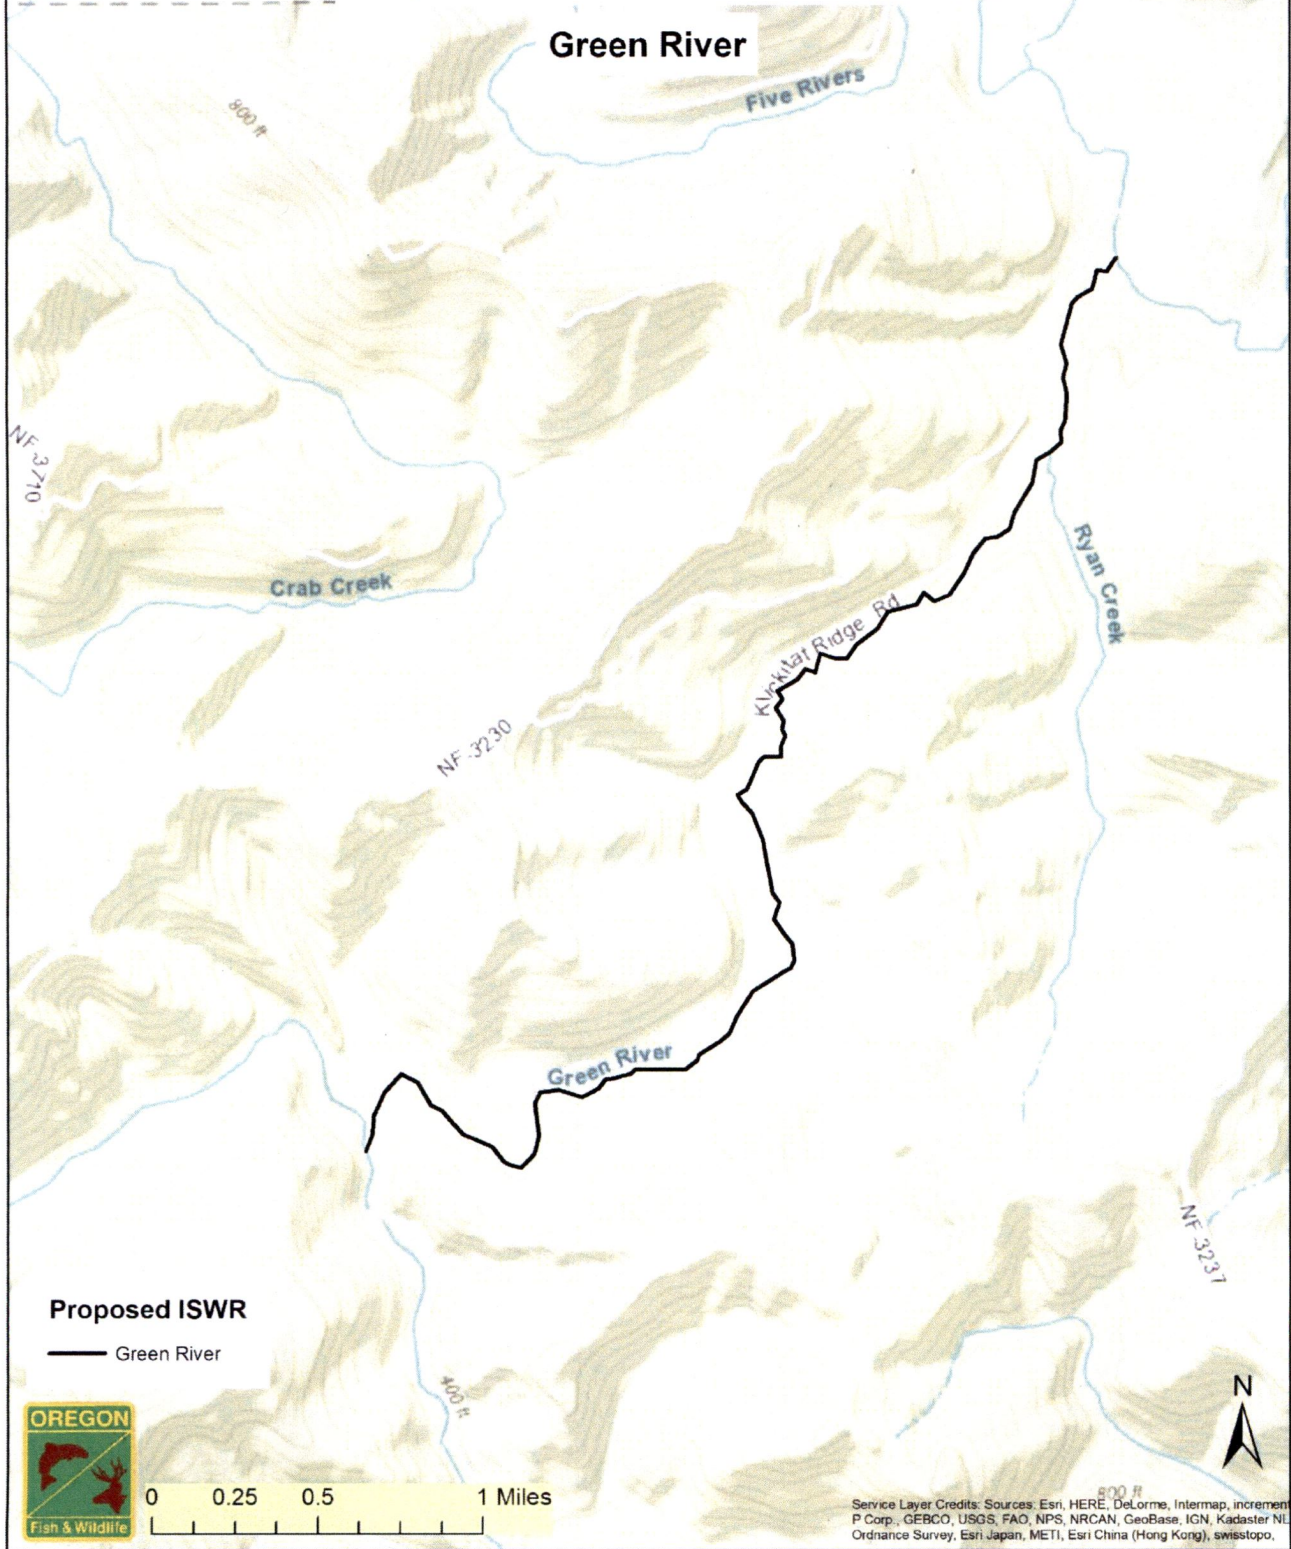 Green River
Five Rivers
800 ft
NF-3710
Crab Creek
Ryan Creek
Klickitat Ridge Rd
NF-3230
Green River
NF-3237
Proposed ISWR
Green River
400 ft
N
OREGON
Fish & Wildlife
0 0.25 0.5 1 Miles
800 ft
Service Layer Credits: Sources: Esri, HERE, DeLorme, Intermap, increment
P Corp., GEBCO, USGS, FAO, NPS, NRCAN, GeoBase, IGN, Kadaster NL,
Ordnance Survey, Esri Japan, METI, Esri China (Hong Kong), swisstopo,